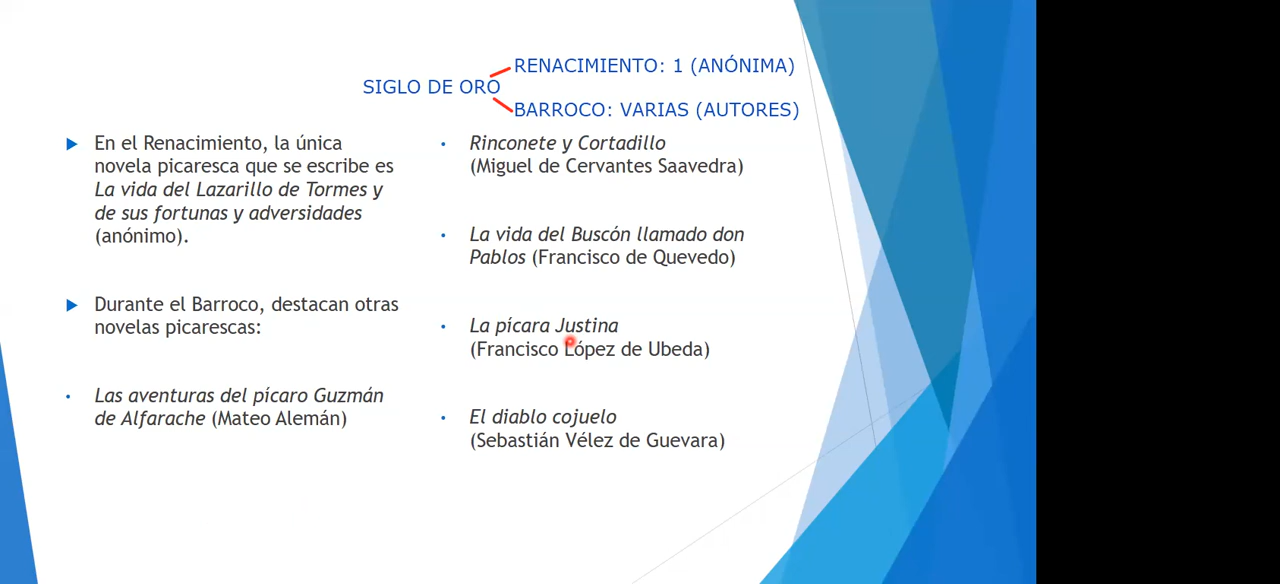 RENACIMIENTO: 1 (ANÓNIMA)
SIGLO DE ORO
BARROCO: VARIAS (AUTORES)
En el Renacimiento, la única
novela picaresca que se escribe es
La vida del Lazarillo de Tormes y
de sus fortunas y adversidades
(anónimo).
Durante el Barroco, destacan otras
novelas picarescas:
Las aventuras del pícaro Guzmán
de Alfarache (Mateo Alemán)
Rinconete y Cortadillo
(Miguel de Cervantes Saavedra)
La vida del Buscón llamado don
Pablos (Francisco de Quevedo)
La pícara Justina
(Francisco López de Ubeda)
El diablo cojuelo
(Sebastián Vélez de Guevara)